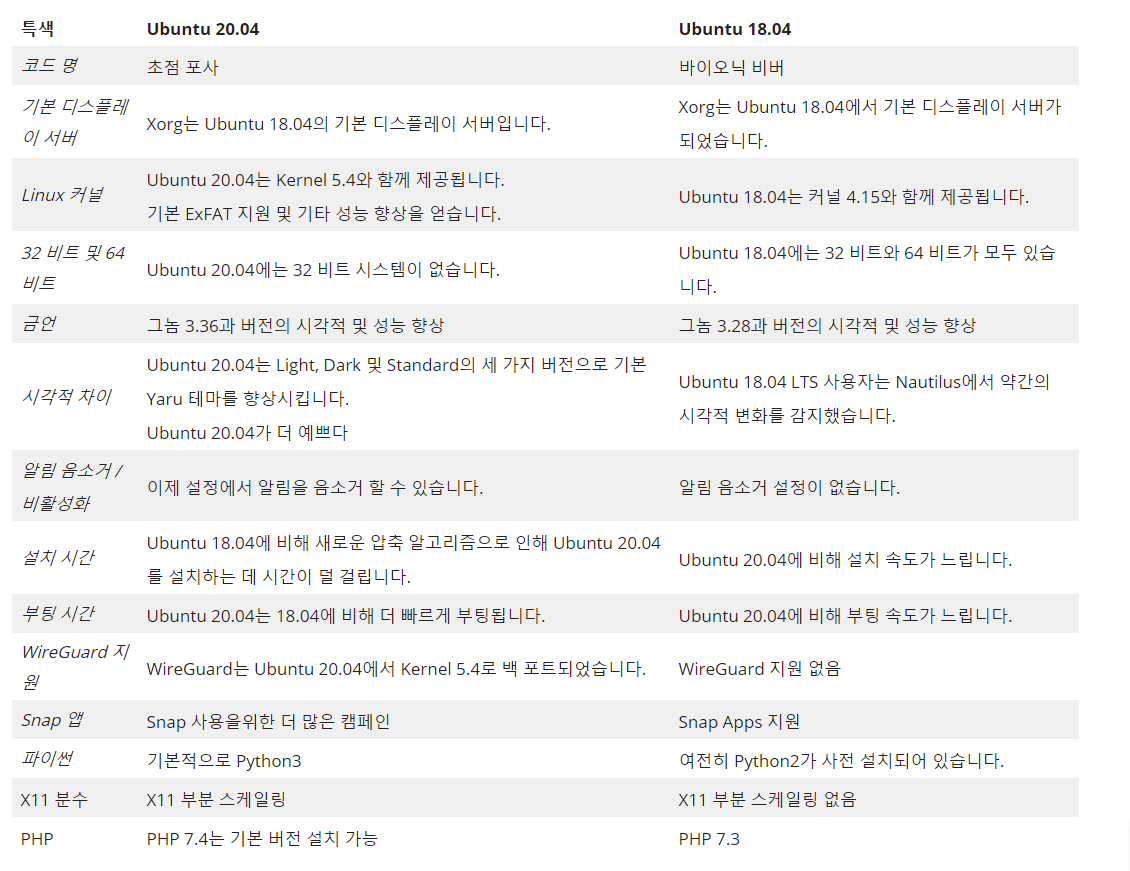 특색 Ubuntu 20.04 Ubuntu 18.04
코드 명 초점 포사 바이오닉 비버
기본 디스플레
이 서버
Xorg는 Ubuntu 18.04의 기본 디스플레이 서버입니다.
Xorg는 Ubuntu 18.04에서 기본 디스플레이 서버가
되었습니다.
Linux 커널
Ubuntu 20.04는 Kernel 5.4와 함께 제공됩니다.
기본 ExFAT 지원 및 기타 성능 향상을 얻습니다.
Ubuntu 18.04는 커널 4.15와 함께 제공됩니다.
32 비트 및 64
비트
Ubuntu 20.04에는 32 비트 시스템이 없습니다.
Ubuntu 18.04에는 32 비트와 64 비트가 모두 있습
니다.
금언 그놈 3.36과 버전의 시각적 및 성능 향상 그놈 3.28과 버전의 시각적 및 성능 향상
시각적 차이
Ubuntu 20.04는 Light, Dark 및 Standard의 세 가지 버전으로 기본
Yaru 테마를 향상시킵니다.
Ubuntu 20.04가 더 예쁘다
Ubuntu 18.04 LTS 사용자는 Nautilus에서 약간의
시각적 변화를 감지했습니다.
알림 음소거 /
비활성화
이제 설정에서 알림을 음소거 할 수 있습니다.
알림 음소거 설정이 없습니다.
설치 시간
Ubuntu 18.04에 비해 새로운 압축 알고리즘으로 인해 Ubuntu 20.04
를 설치하는 데 시간이 덜 걸립니다.
Ubuntu 20.04에 비해 설치 속도가 느립니다.
부팅 시간 Ubuntu 20.04는 18.04에 비해 더 빠르게 부팅됩니다. Ubuntu 20.04에 비해 부팅 속도가 느립니다.
WireGuard 지
원
WireGuard는 Ubuntu 20.04에서 Kernel 5.4로 백 포트되었습니다.
WireGuard 지원 없음
Snap 앱 Snap 사용을위한 더 많은 캠페인 Snap Apps 지원
파이썬 기본적으로 Python3 여전히 Python2가 사전 설치되어 있습니다.
X11 분수 X11 부분 스케일링 X11 부분 스케일링 없음
PHP PHP 7.4는 기본 버전 설치 가능 PHP 7.3